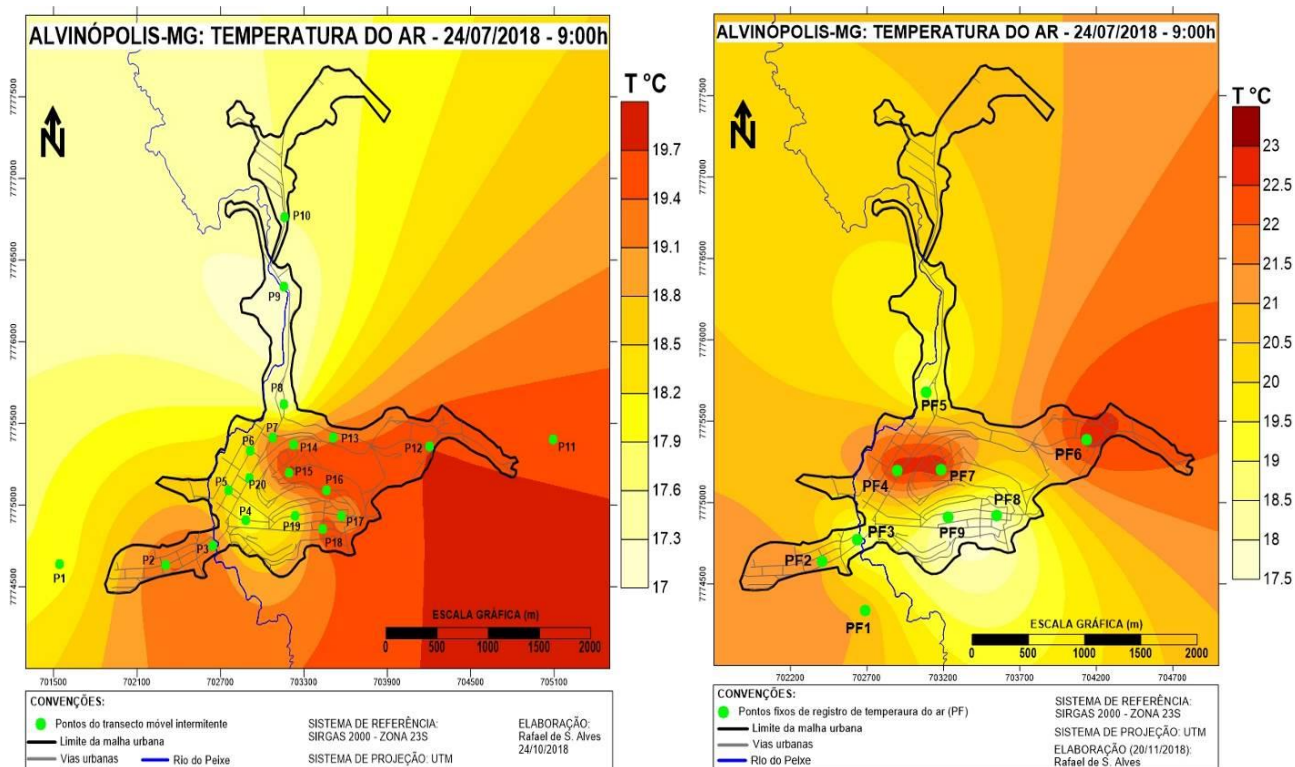 ALVINÓPOLIS-MG: TEMPERATURA DO AR - 24/07/2018 - 9:00h
T ºC
N
19.7
19.4
19.1
18.8
18.5
18.2
17.9
17.6
17.3
17
7777500
7777000
7776500
7776000
7775500
7775000
7774500
P10
P9
P8
P7
P14
P13
P12
P11
P6
P15
P16
P5
P20
P4
P19
P17
P18
P3
P2
P1
ESCALA GRÁFICA (m)
0 500 1000 1500 2000
701500 702100 702700 703300 703900 704500 705100
CONVENÇÕES:
Pontos do transecto móvel intermitente
Limite da malha urbana
Vias urbanas
Rio do Peixe
SISTEMA DE REFERÊNCIA:
SIRGAS 2000 - ZONA 23S
SISTEMA DE PROJEÇÃO: UTM
ELABORAÇÃO:
Rafael de S. Alves
24/10/2018
ALVINÓPOLIS-MG: TEMPERATURA DO AR - 24/07/2018 - 9:00h
T ºC
N
23
22.5
22
21.5
21
20.5
20
19.5
19
18.5
18
17.5
7777500
7777000
7776500
7776000
7775500
7775000
7774500
PF5
PF6
PF4
PF7
PF8
PF9
PF3
PF2
PF1
ESCALA GRÁFICA (m)
0 500 1000 1500 2000
702200 702700 703200 703700 704200 704700
CONVENÇÕES:
Pontos fixos de registro de temperaura do ar (PF)
Limite da malha urbana
Vias urbanas
Rio do Peixe
SISTEMA DE REFERÊNCIA:
SIRGAS 2000 - ZONA 23S
SISTEMA DE PROJEÇÃO: UTM
ELABORAÇÃO (20/11/2018):
Rafael de S. Alves